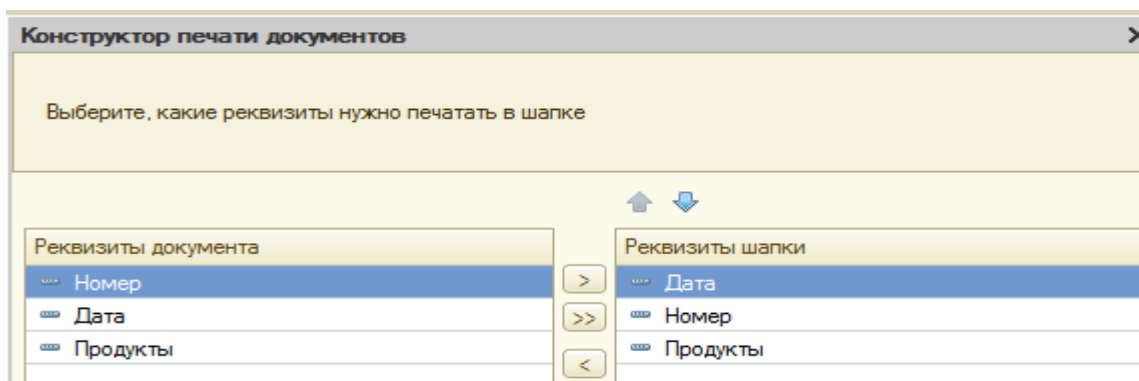 Конструктор печати документов
Выберите, какие реквизиты нужно печатать в шапке
Реквизиты документа
Номер
Дата
Продукты
>
>>
<
Реквизиты шапки
Дата
Номер
Продукты